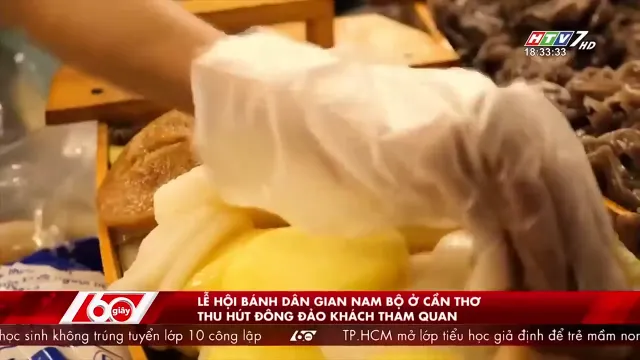 HTV7 HD
18:33:33
LỄ HỘI BÁNH DÂN GIAN NAM BỘ Ở CẦN THƠ
THU HÚT ĐÔNG ĐẢO KHÁCH THAM QUAN
60 giây
học sinh không trúng tuyển lớp 10 công lập 60 TP.HCM mở lớp tiểu học giả định để trẻ mầm non